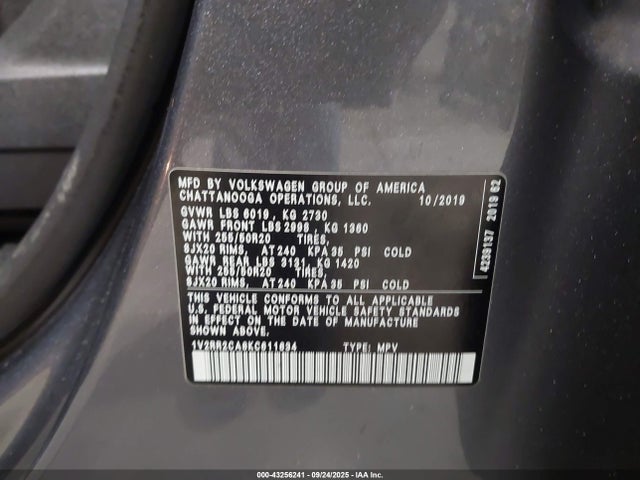 MFD BY VOLKSWAGEN GROUP OF AMERICA
CHATTANOOGA OPERATIONS, LLC. 10/2019
GVWR LBS 6019, KG 2730
GAWR FRONT LBS 2998, KG 1360
WITH 255/50R20 TIRES,
8JX20 RIMS, AT 240 KPA 35 PSI COLD
GAWR REAR LBS 3131, KG 1420
WITH 255/50R20 TIRES,
8JX20 RIMS, AT 240 KPA 35 PSI COLD
THIS VEHICLE CONFORMS TO ALL APPLICABLE
U.S. FEDERAL MOTOR VEHICLE SAFETY STANDARDS
IN EFFECT ON THE DATE OF MANUFACTURE
SHOWN ABOVE.
1V2RR2CA6KC611694 TYPE: MPV
4239137 2019 62
000-43256241 - 09/24/2025 - IAA Inc.